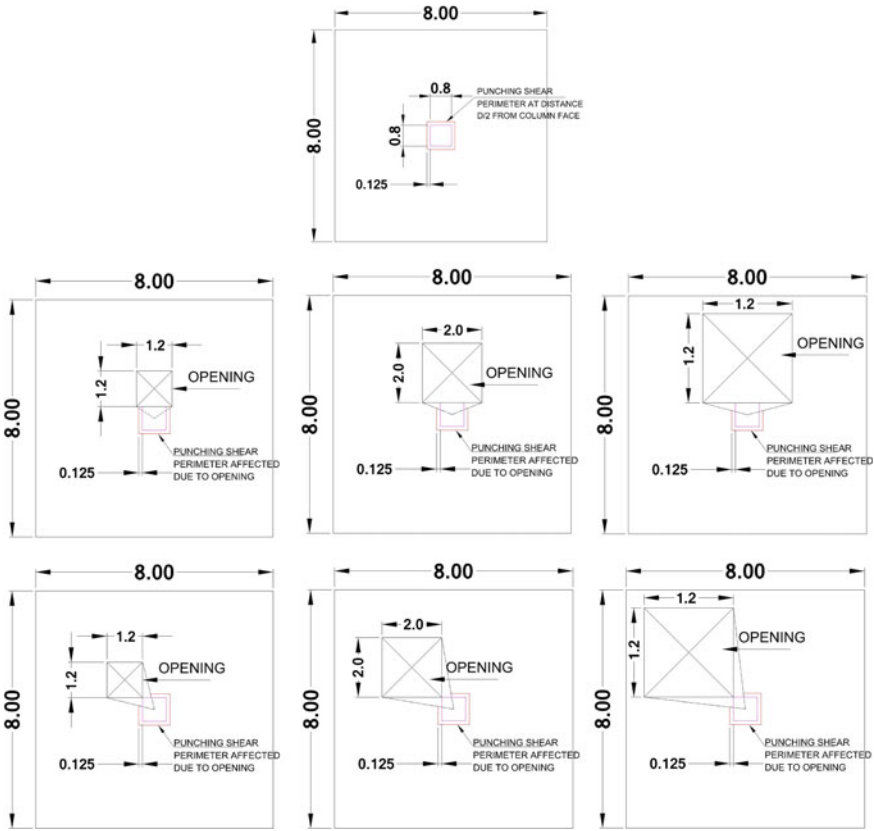 8.00
8.00
0.8
0.8
0.125
PUNCHING SHEAR
PERIMETER AT DISTANCE
D/2 FROM COLUMN FACE
8.00
8.00
1.2
1.2
OPENING
0.125
PUNCHING SHEAR
PERIMETER AFFECTED
DUE TO OPENING
8.00
8.00
2.0
2.0
OPENING
0.125
PUNCHING SHEAR
PERIMETER AFFECTED
DUE TO OPENING
8.00
8.00
1.2
1.2
OPENING
0.125
PUNCHING SHEAR
PERIMETER AFFECTED
DUE TO OPENING
8.00
8.00
1.2
1.2
OPENING
0.125
PUNCHING SHEAR
PERIMETER AFFECTED
DUE TO OPENING
8.00
8.00
2.0
2.0
OPENING
0.125
PUNCHING SHEAR
PERIMETER AFFECTED
DUE TO OPENING
8.00
8.00
1.2
1.2
OPENING
0.125
PUNCHING SHEAR
PERIMETER AFFECTED
DUE TO OPENING